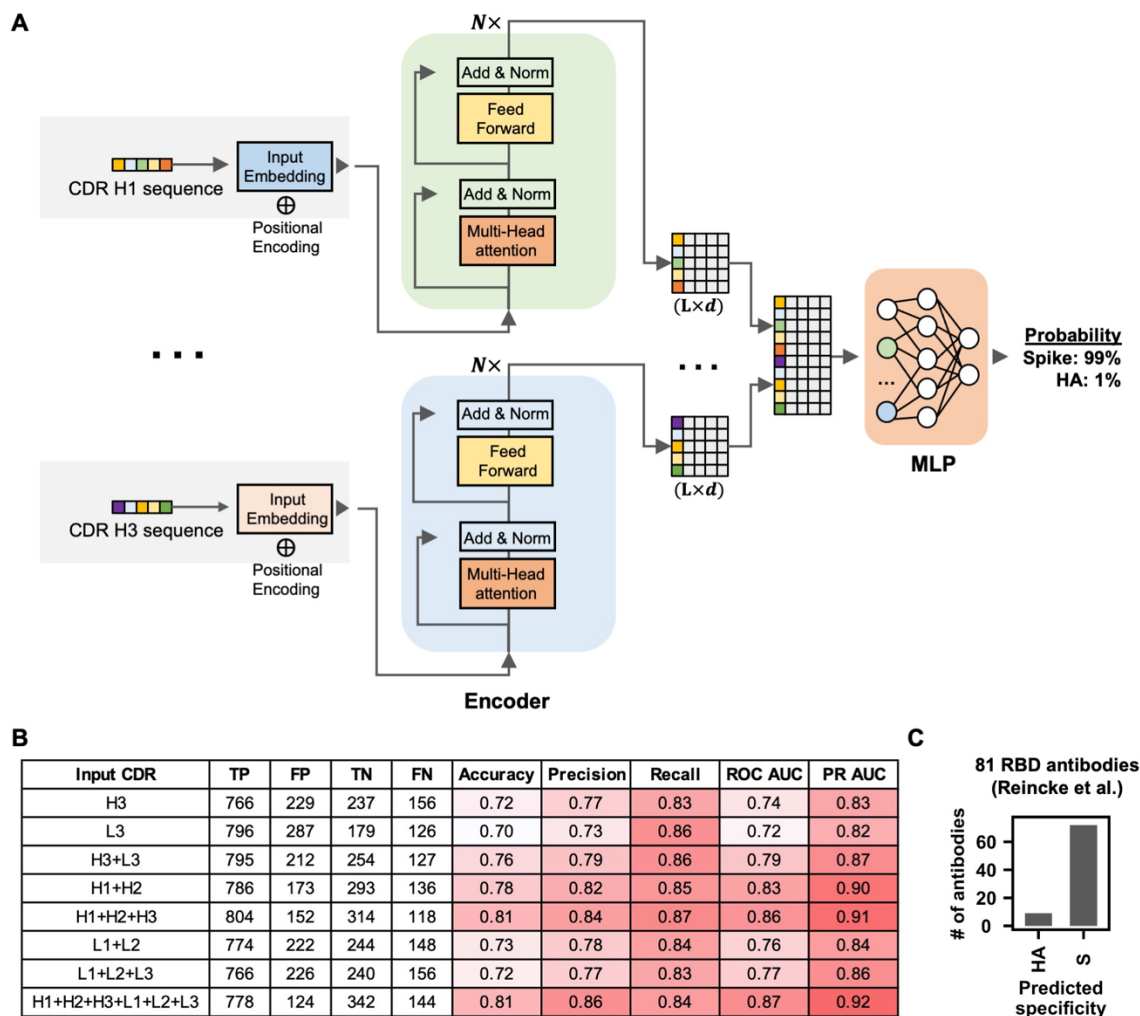 A
N×
Add & Norm
Feed
Forward
Add & Norm
Multi-Head
attention
CDR H1 sequence
Input
Embedding
⊕
Positional
Encoding
(L×d)
. . .
. . .
N×
Add & Norm
Feed
Forward
Add & Norm
Multi-Head
attention
CDR H3 sequence
Input
Embedding
⊕
Positional
Encoding
(L×d)
Encoder
...
MLP
Probability
Spike: 99%
HA: 1%
B
Input CDR TP FP TN FN Accuracy Precision Recall ROC AUC PR AUC
H3 766 229 237 156 0.72 0.77 0.83 0.74 0.83
L3 796 287 179 126 0.70 0.73 0.86 0.72 0.82
H3+L3 795 212 254 127 0.76 0.79 0.86 0.79 0.87
H1+H2 786 173 293 136 0.78 0.82 0.85 0.83 0.90
H1+H2+H3 804 152 314 118 0.81 0.84 0.87 0.86 0.91
L1+L2 774 222 244 148 0.73 0.78 0.84 0.76 0.84
L1+L2+L3 766 226 240 156 0.72 0.77 0.83 0.77 0.86
H1+H2+H3+L1+L2+L3 778 124 342 144 0.81 0.86 0.84 0.87 0.92
C
81 RBD antibodies
(Reincke et al.)
# of antibodies
60
40
20
0
HA
S
Predicted
specificity